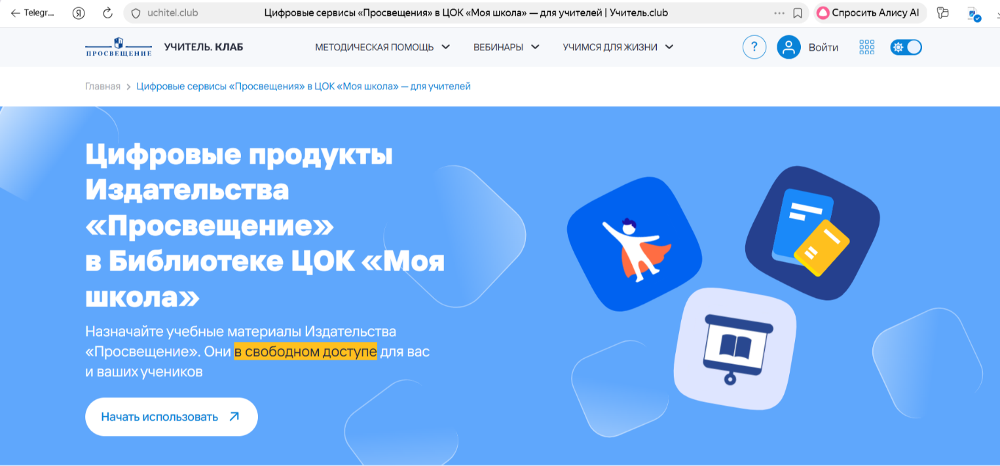 Telegr...
Я
uchitel.club
Цифровые сервисы «Просвещения» в ЦОК «Моя школа» — для учителей | Учитель.club
Спросить Алису AI
ПРОСВЕЩЕНИЕ
УЧИТЕЛЬ. КЛАБ
МЕТОДИЧЕСКАЯ ПОМОЩЬ
ВЕБИНАРЫ
УЧИМСЯ ДЛЯ ЖИЗНИ
?
Войти
Главная > Цифровые сервисы «Просвещения» в ЦОК «Моя школа» — для учителей
Цифровые продукты
Издательства
«Просвещение»
в Библиотеке ЦОК «Моя
школа»
Назначайте учебные материалы Издательства
«Просвещение». Они в свободном доступе для вас
и ваших учеников
Начать использовать